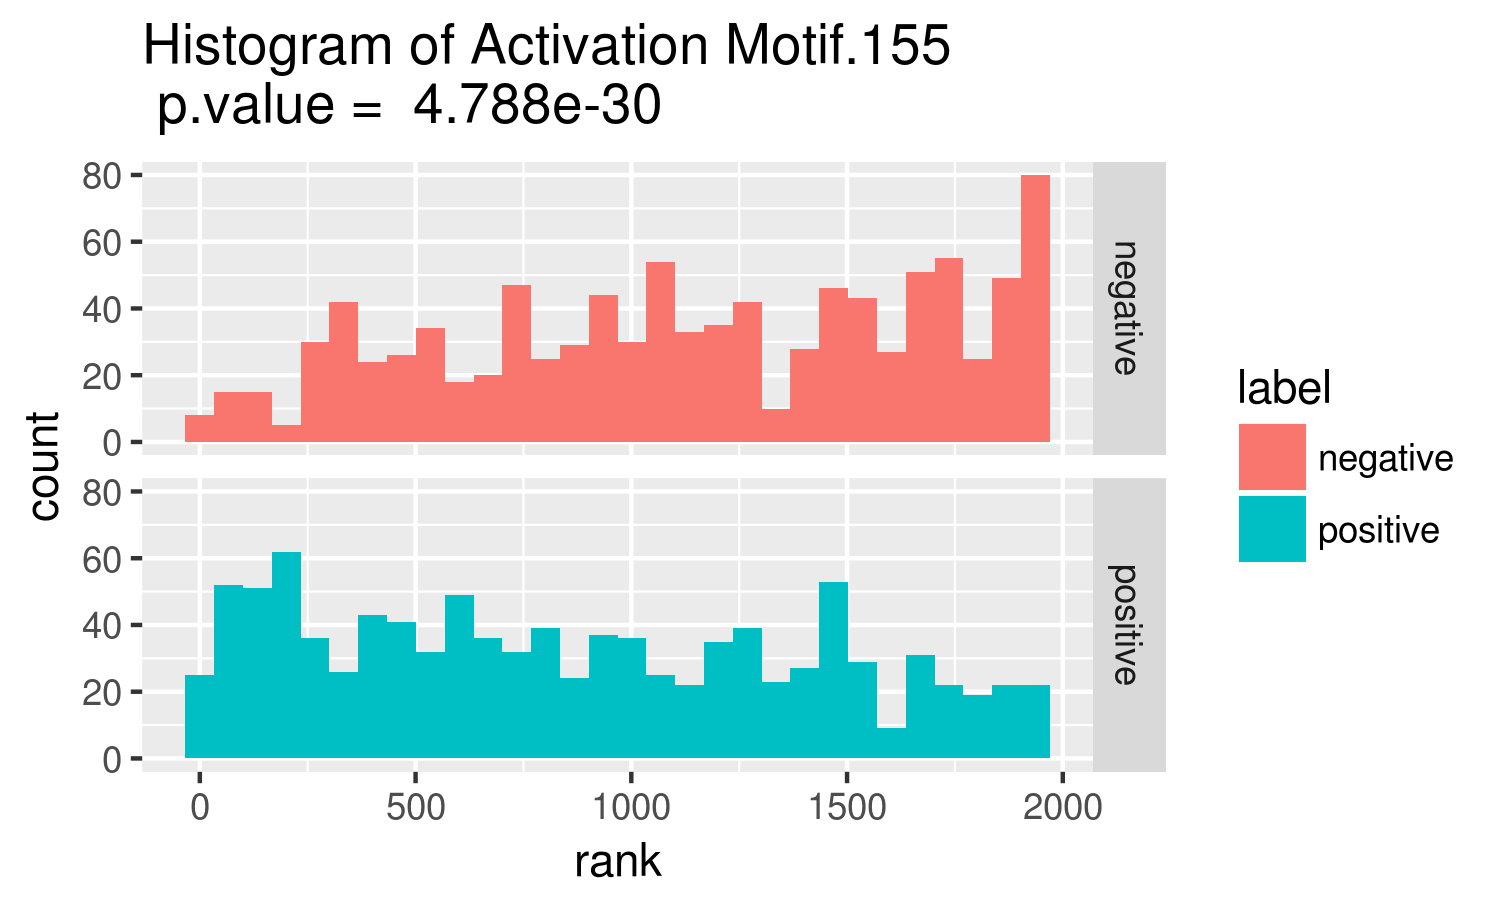 Histogram of Activation Motif.155
p.value =  4.788e-30
80
60
40
20
0
negative
80
60
40
20
0
positive
count
0 500 1000 1500 2000
rank
label
negative
positive